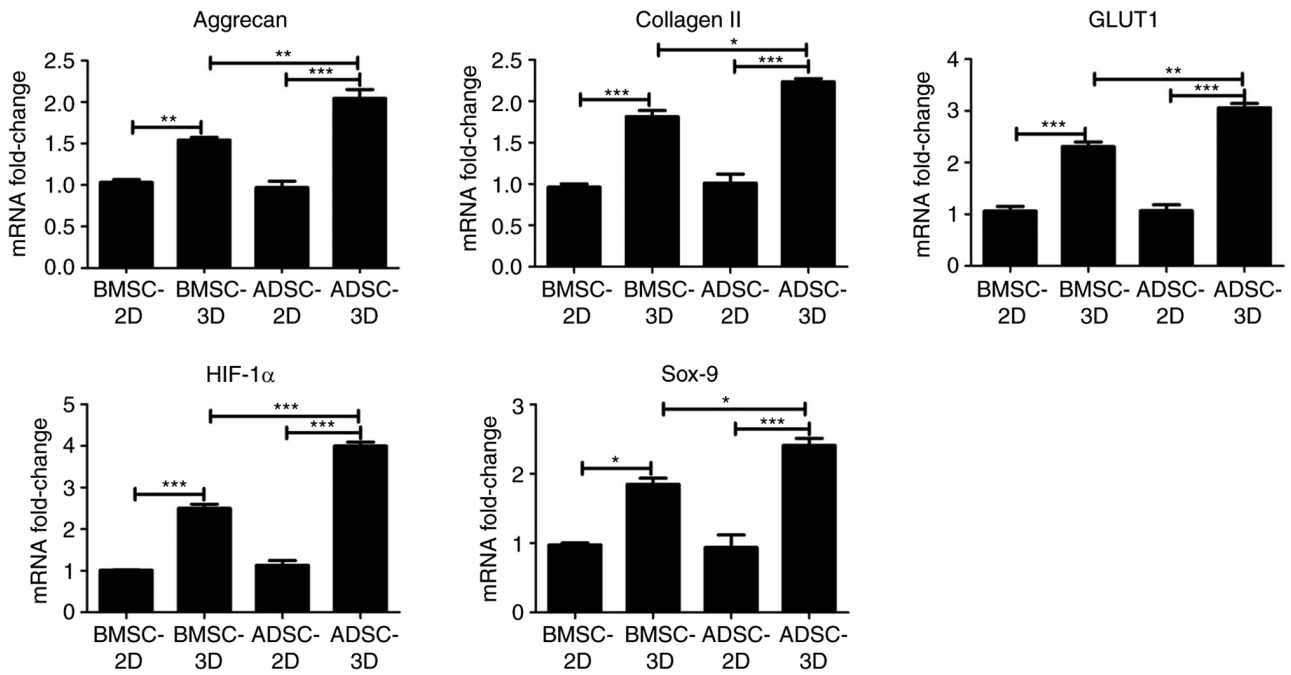 Aggrecan
mRNA fold-change
2.5
2.0
1.5
1.0
0.5
0.0
**
**
***
BMSC-2D
BMSC-3D
ADSC-2D
ADSC-3D
Collagen II
mRNA fold-change
2.5
2.0
1.5
1.0
0.5
0.0
***
*
***
BMSC-2D
BMSC-3D
ADSC-2D
ADSC-3D
GLUT1
mRNA fold-change
4
3
2
1
0
***
**
***
BMSC-2D
BMSC-3D
ADSC-2D
ADSC-3D
HIF-1α
mRNA fold-change
5
4
3
2
1
0
***
***
***
BMSC-2D
BMSC-3D
ADSC-2D
ADSC-3D
Sox-9
mRNA fold-change
3
2
1
0
*
*
***
BMSC-2D
BMSC-3D
ADSC-2D
ADSC-3D